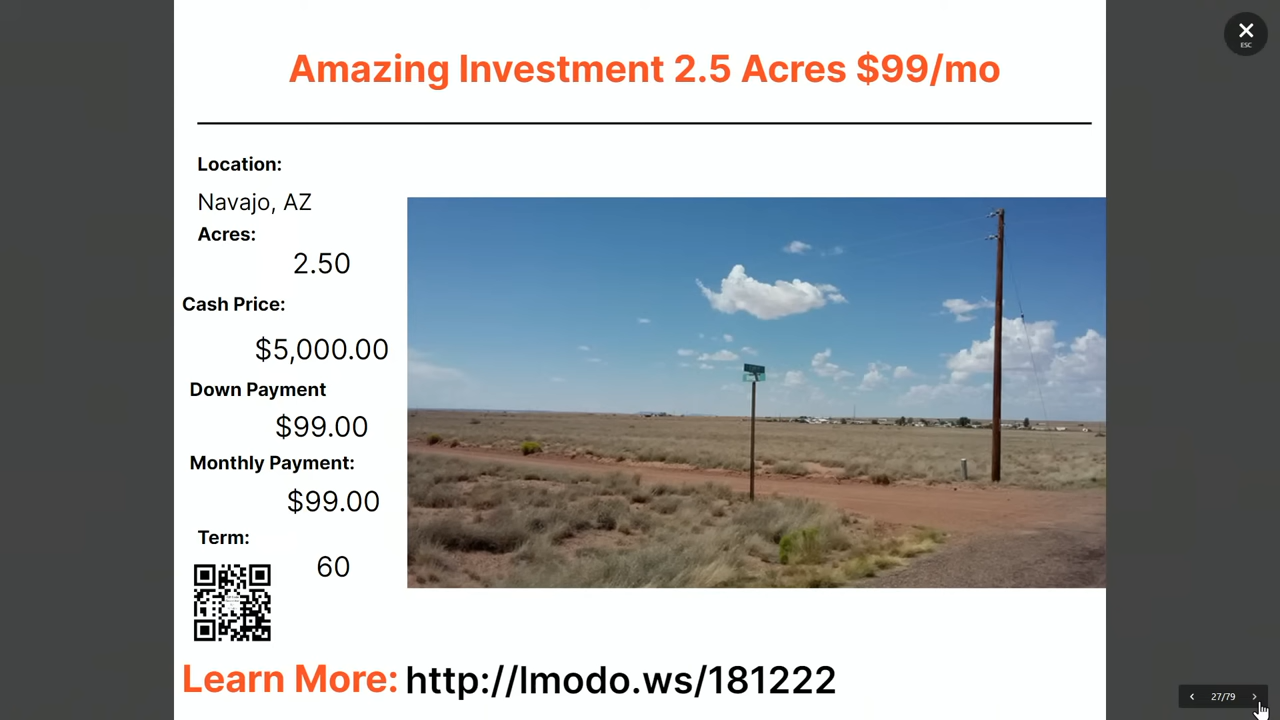 Amazing Investment 2.5 Acres $99/mo
Location:
Navajo, AZ
Acres:
2.50
Cash Price:
$5,000.00
Down Payment
$99.00
Monthly Payment:
$99.00
Term:
60
Learn More: http://lmodo.ws/181222
ESC
27/79